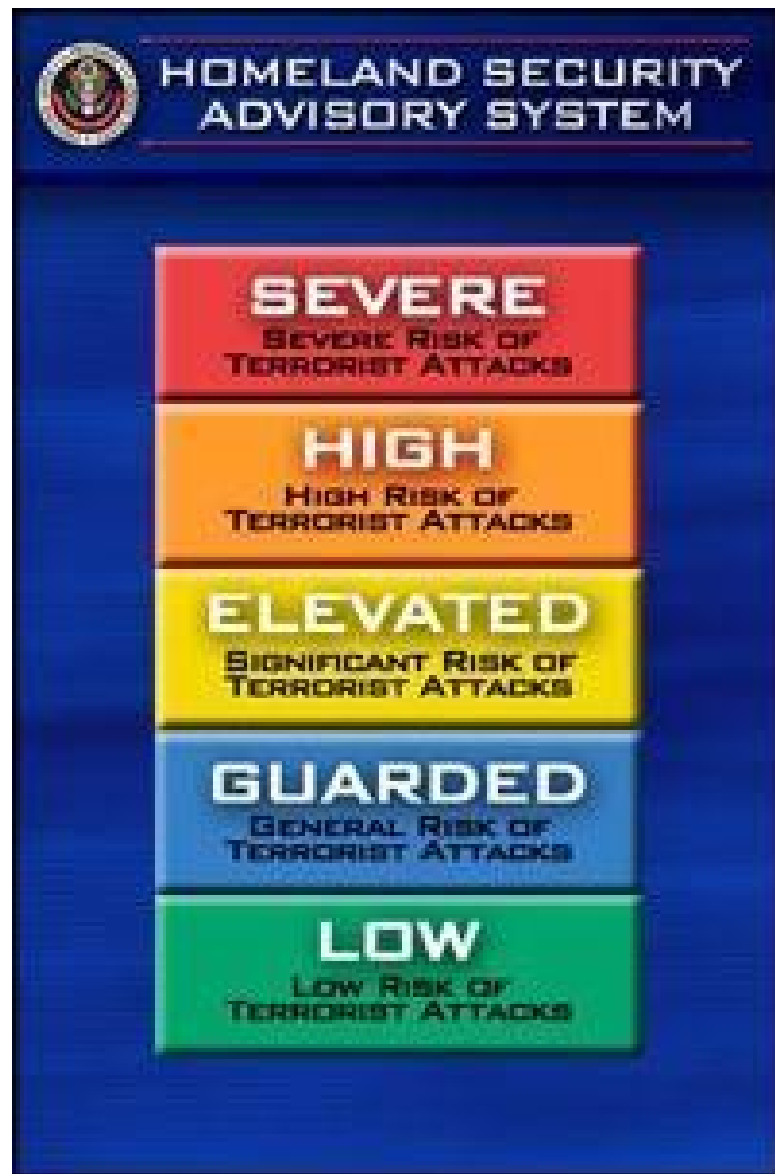 HOMELAND SECURITY
ADVISORY SYSTEM
SEVERE
SEVERE RISK OF
TERRORIST ATTACKS
HIGH
HIGH RISK OF
TERRORIST ATTACKS
ELEVATED
SIGNIFICANT RISK OF
TERRORIST ATTACKS
GUARDED
GENERAL RISK OF
TERRORIST ATTACKS
LOW
LOW RISK OF
TERRORIST ATTACKS